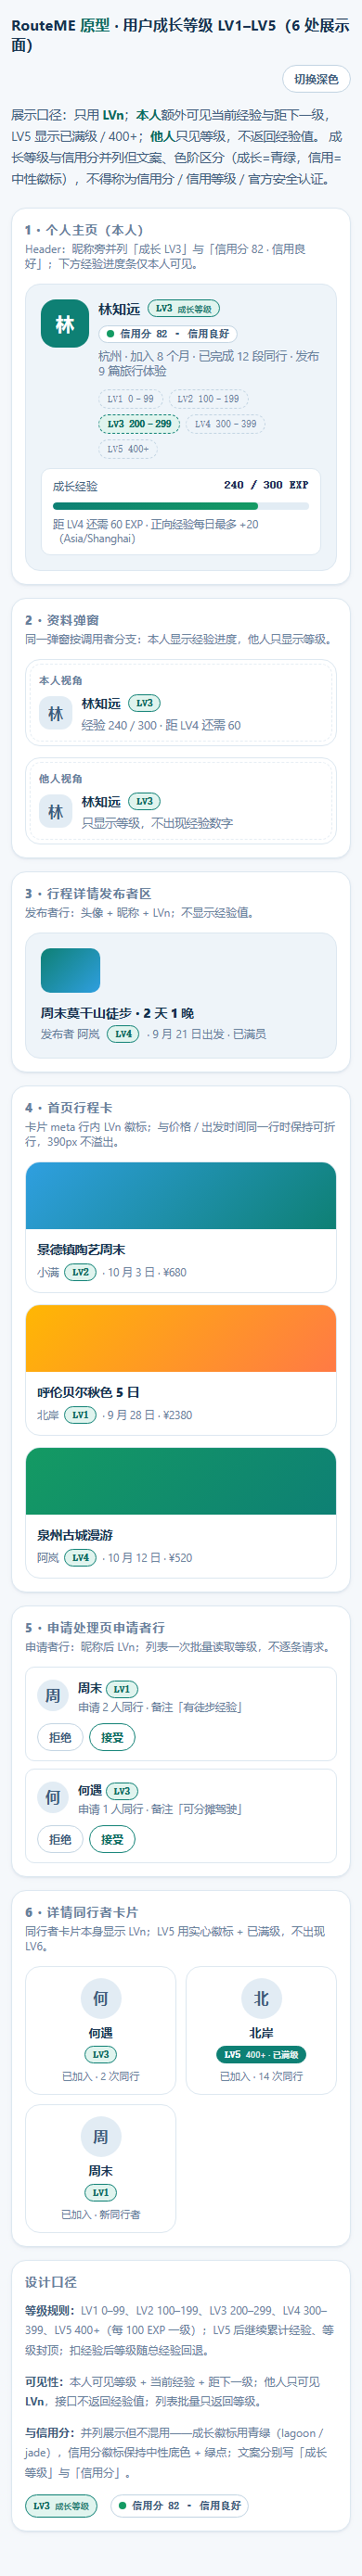 RouteME 原型 · 用户成长等级 LV1–LV5（6 处展示
面）
切换深色
展示口径：只用 LVn；本人额外可见当前经验与距下一级，
LV5 显示已满级 / 400+；他人只见等级，不返回经验值。 成
长等级与信用分并列但文案、色阶区分（成长=青绿，信用=
中性徽标），不得称为信用分 / 信用等级 / 官方安全认证。
1 · 个人主页（本人）
Header：昵称旁并列「成长 LV3」与「信用分 82 · 信用良
好」；下方经验进度条仅本人可见。
林
林知远 LV3 成长等级
信用分 82 · 信用良好
杭州 · 加入 8 个月 · 已完成 12 段同行 · 发布
9 篇旅行体验
LV1 0–99 LV2 100–199
LV3 200–299 LV4 300–399
LV5 400+
成长经验 240 / 300 EXP
距 LV4 还需 60 EXP · 正向经验每日最多 +20
（Asia/Shanghai）
2 · 资料弹窗
同一弹窗按调用者分支：本人显示经验进度，他人只显示等级。
本人视角
林
林知远 LV3
经验 240 / 300 · 距 LV4 还需 60
他人视角
林
林知远 LV3
只显示等级，不出现经验数字
3 · 行程详情发布者区
发布者行：头像 + 昵称 + LVn；不显示经验值。
周末莫干山徒步 · 2 天 1 晚
发布者 阿岚 LV4 · 9 月 21 日出发 · 已满员
4 · 首页行程卡
卡片 meta 行内 LVn 徽标；与价格 / 出发时间同一行时保持可折
行，390px 不溢出。
景德镇陶艺周末
小满 LV2 · 10 月 3 日 · ¥680
呼伦贝尔秋色 5 日
北岸 LV1 · 9 月 28 日 · ¥2380
泉州古城漫游
阿岚 LV4 · 10 月 12 日 · ¥520
5 · 申请处理页申请者行
申请者行：昵称后 LVn；列表一次批量读取等级，不逐条请求。
周
周末 LV1
申请 2 人同行 · 备注「有徒步经验」
拒绝 接受
何
何遇 LV3
申请 1 人同行 · 备注「可分摊驾驶」
拒绝 接受
6 · 详情同行者卡片
同行者卡片本身显示 LVn；LV5 用实心徽标 + 已满级，不出现
LV6。
何
何遇
LV3
已加入 · 2 次同行
北
北岸
LV5 400+ · 已满级
已加入 · 14 次同行
周
周末
LV1
已加入 · 新同行者
设计口径
等级规则：LV1 0–99、LV2 100–199、LV3 200–299、LV4 300–
399、LV5 400+（每 100 EXP 一级）；LV5 后继续累计经验、等
级封顶；扣经验后等级随总经验回退。
可见性：本人可见等级 + 当前经验 + 距下一级；他人只可见
LVn，接口不返回经验值；列表批量只返回等级。
与信用分：并列展示但不混用——成长徽标用青绿（lagoon /
jade），信用分徽标保持中性底色 + 绿点；文案分别写「成长
等级」与「信用分」。
LV3 成长等级 信用分 82 · 信用良好